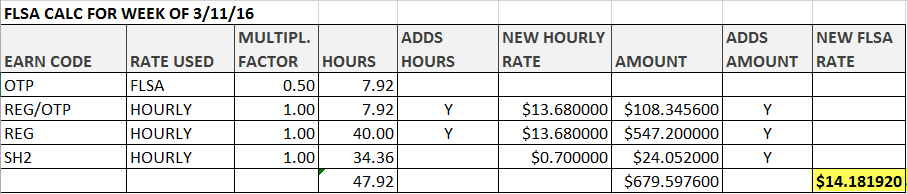 FLSA CALC FOR WEEK OF 3/11/16
MULTIPL. ADDS NEW HOURLY ADDS NEW FLSA
EARN CODE RATE USED FACTOR HOURS HOURS RATE AMOUNT AMOUNT RATE
OTP FLSA 0.50 7.92
REG/OTP HOURLY 1.00 7.92 Y $13.680000 $108.345600 Y
REG HOURLY 1.00 40.00 Y $13.680000 $547.200000 Y
SH2 HOURLY 1.00 34.36 $0.700000 $24.052000 Y
47.92 $679.597600 $14.181920